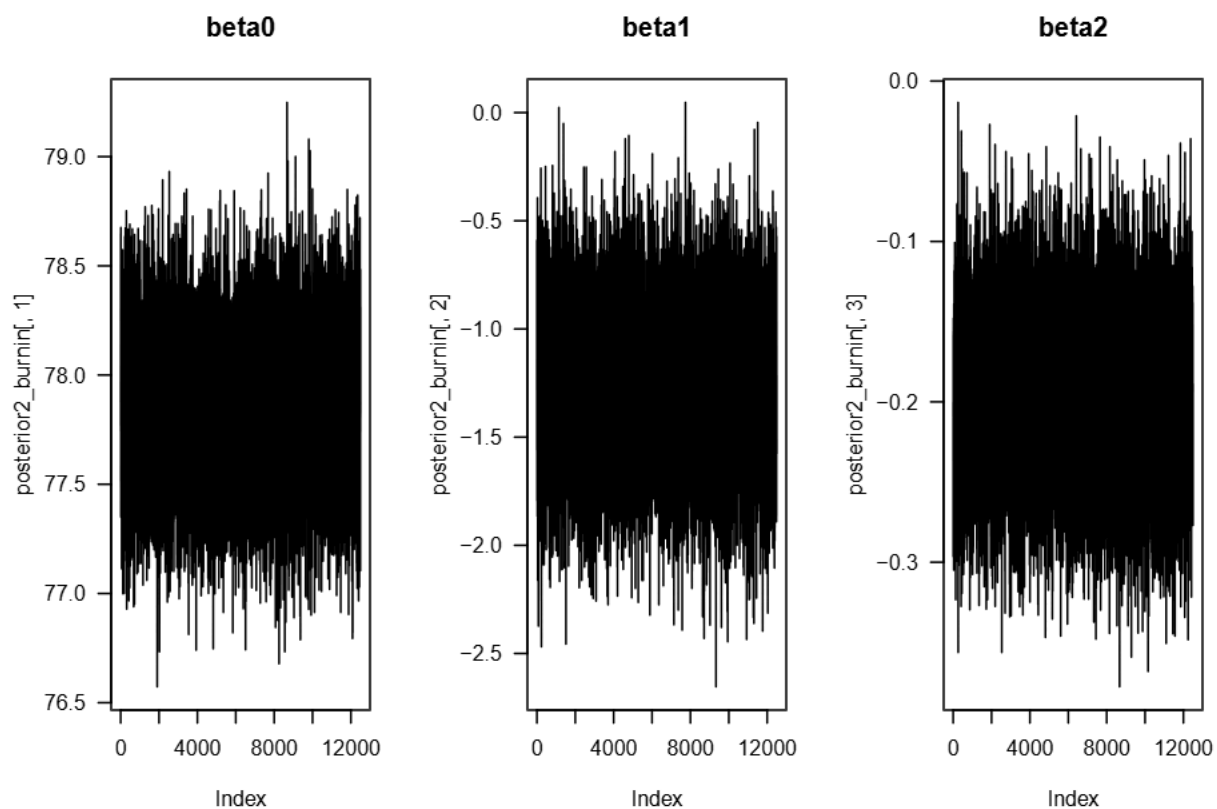 beta0
beta1
beta2
posterior2_burnin[, 1]
79.0
78.5
78.0
77.5
77.0
76.5
0 4000 8000 12000
Index
posterior2_burnin[, 2]
0.0
−0.5
−1.0
−1.5
−2.0
−2.5
0 4000 8000 12000
Index
posterior2_burnin[, 3]
0.0
−0.1
−0.2
−0.3
0 4000 8000 12000
Index